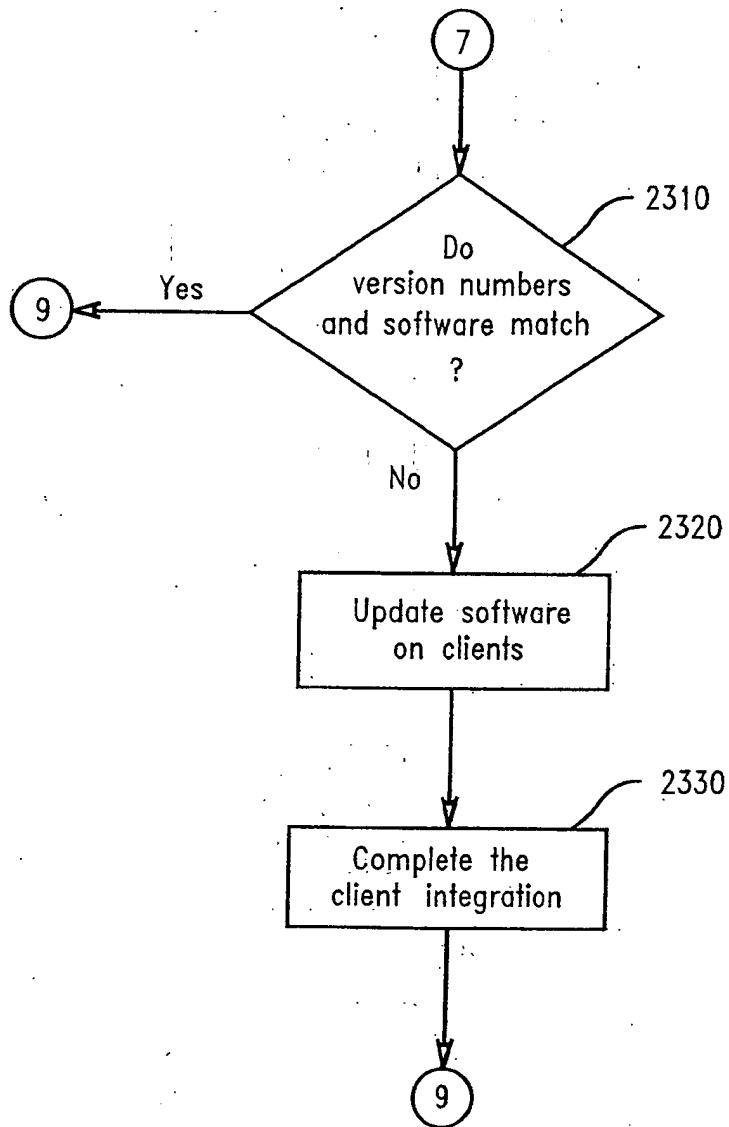 7
2310
Do
version numbers
and software match
?
Yes
9
No
2320
Update software
on clients
2330
Complete the
client integration
9